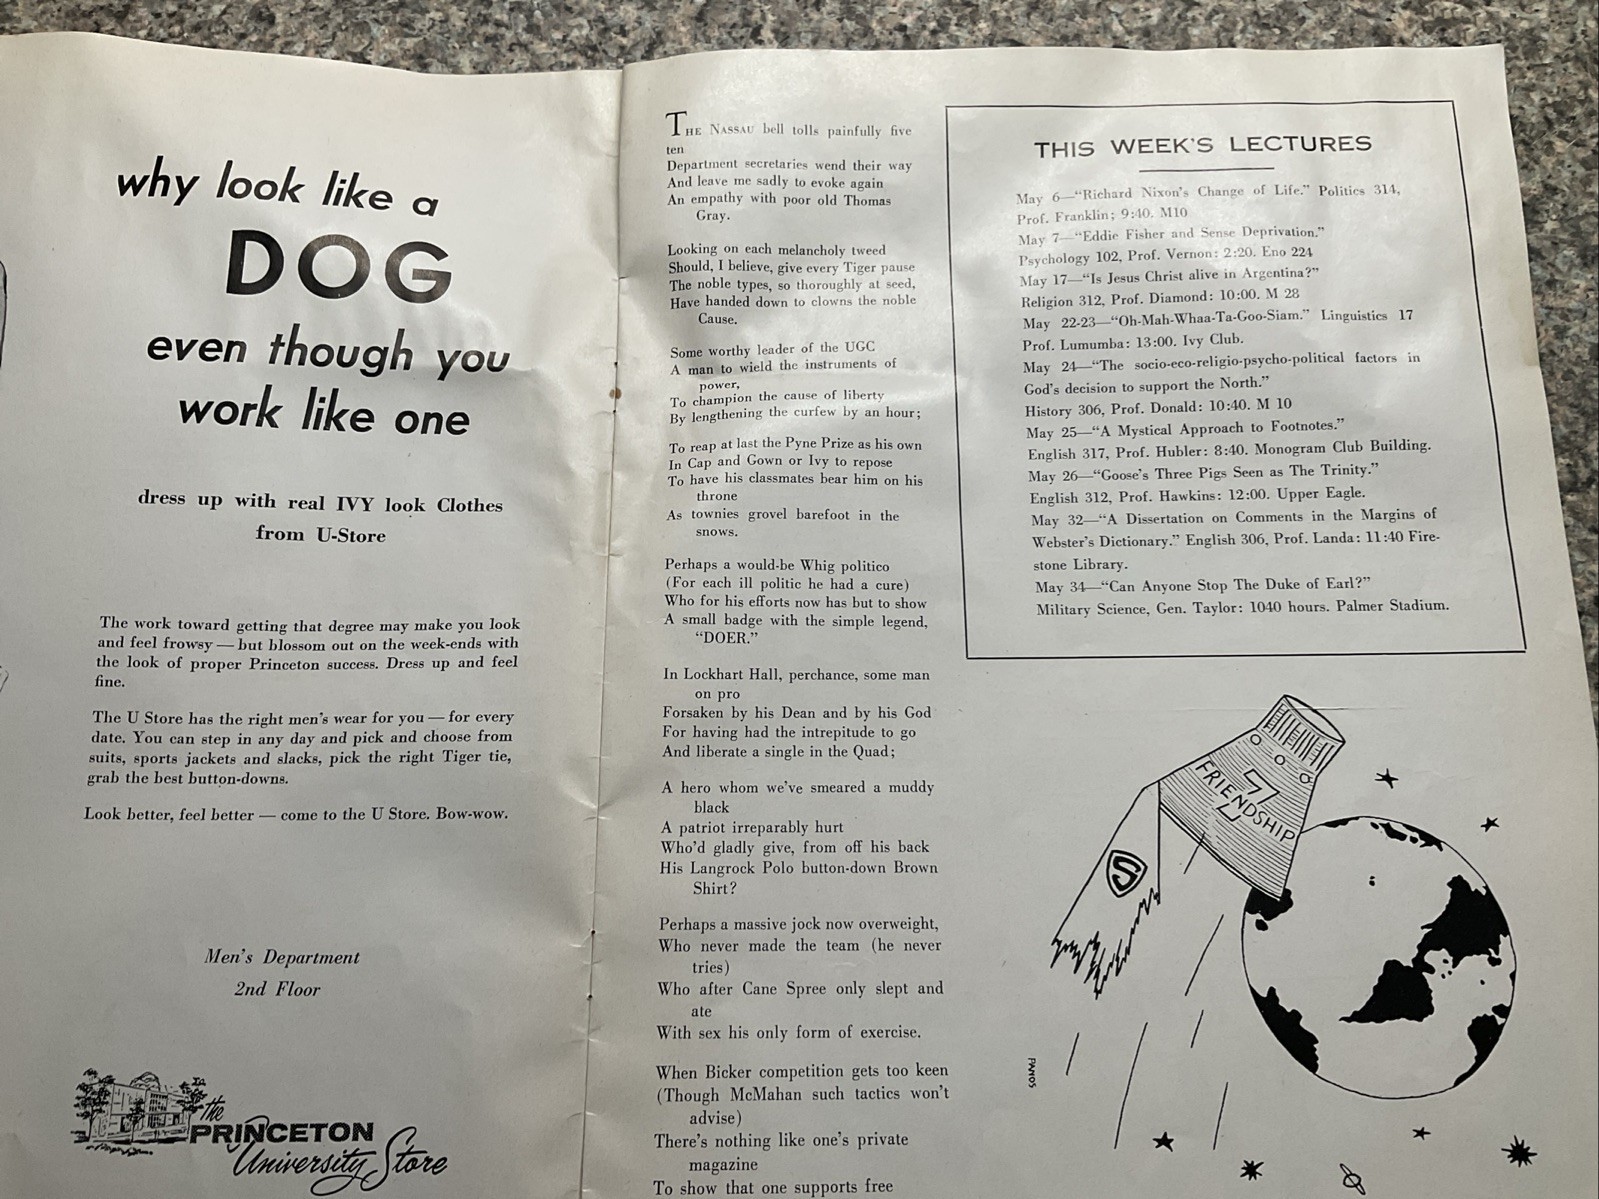 why look like a
DOG
even though you
work like one
dress up with real IVY look Clothes
from U-Store
The work toward getting that degree may make you look
and feel frowsy — but blossom out on the week-ends with
the look of proper Princeton success. Dress up and feel
fine.
The U Store has the right men's wear for you — for every
date. You can step in any day and pick and choose from
suits, sports jackets and slacks, pick the right Tiger tie,
grab the best button-downs.
Look better, feel better — come to the U Store. Bow-wow.
Men's Department
2nd Floor
the
PRINCETON
University Store
THE NASSAU bell tolls painfully five
ten
Department secretaries wend their way
And leave me sadly to evoke again
An empathy with poor old Thomas
Gray.
Looking on each melancholy tweed
Should, I believe, give every Tiger pause
The noble types, so thoroughly at seed,
Have handed down to clowns the noble
Cause.
Some worthy leader of the UGC
A man to wield the instruments of
power,
To champion the cause of liberty
By lengthening the curfew by an hour;
To reap at last the Pyne Prize as his own
In Cap and Gown or Ivy to repose
To have his classmates bear him on his
throne
As townies grovel barefoot in the
snows.
Perhaps a would-be Whig politico
(For each ill politic he had a cure)
Who for his efforts now has but to show
A small badge with the simple legend,
"DOER."
In Lockhart Hall, perchance, some man
on pro
Forsaken by his Dean and by his God
For having had the intrepitude to go
And liberate a single in the Quad;
A hero whom we've smeared a muddy
black
A patriot irreparably hurt
Who'd gladly give, from off his back
His Langrock Polo button-down Brown
Shirt?
Perhaps a massive jock now overweight,
Who never made the team (he never
tries)
Who after Cane Spree only slept and
ate
With sex his only form of exercise.
When Bicker competition gets too keen
(Though McMahan such tactics won't
advise)
There's nothing like one's private
magazine
To show that one supports free
THIS WEEK'S LECTURES
May 6—"Richard Nixon's Change of Life." Politics 314,
Prof. Franklin; 9:40. M10
May 7—"Eddie Fisher and Sense Deprivation."
Psychology 102, Prof. Vernon: 2:20. Eno 224
May 17—"Is Jesus Christ alive in Argentina?"
Religion 312, Prof. Diamond: 10:00. M 28
May 22-23—"Oh-Mah-Whaa-Ta-Goo-Siam." Linguistics 17
Prof. Lumumba: 13:00. Ivy Club.
May 24—"The socio-eco-religio-psycho-political factors in
God's decision to support the North."
History 306, Prof. Donald: 10:40. M 10
May 25—"A Mystical Approach to Footnotes."
English 317, Prof. Hubler: 8:40. Monogram Club Building.
May 26—"Goose's Three Pigs Seen as The Trinity."
English 312, Prof. Hawkins: 12:00. Upper Eagle.
May 32—"A Dissertation on Comments in the Margins of
Webster's Dictionary." English 306, Prof. Landa: 11:40 Fire-
stone Library.
May 34—"Can Anyone Stop The Duke of Earl?"
Military Science, Gen. Taylor: 1040 hours. Palmer Stadium.
FRIENDSHIP
7
S
PANOS